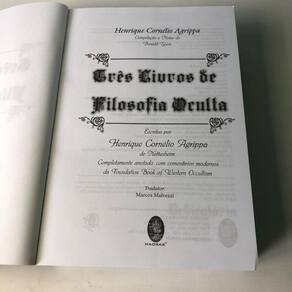 Henrique Cornélio Agrippa
Compilação e Notas de
Donald Tyson
Três Livros de
Filosofia Oculta
Escritos por
Henrique Cornélio Agrippa
de Nettesheim
Completamente anotado, com comentários modernos
da Foundation Book of Western Occultism
Tradutor:
Marcos Malvezzi
MADRAS